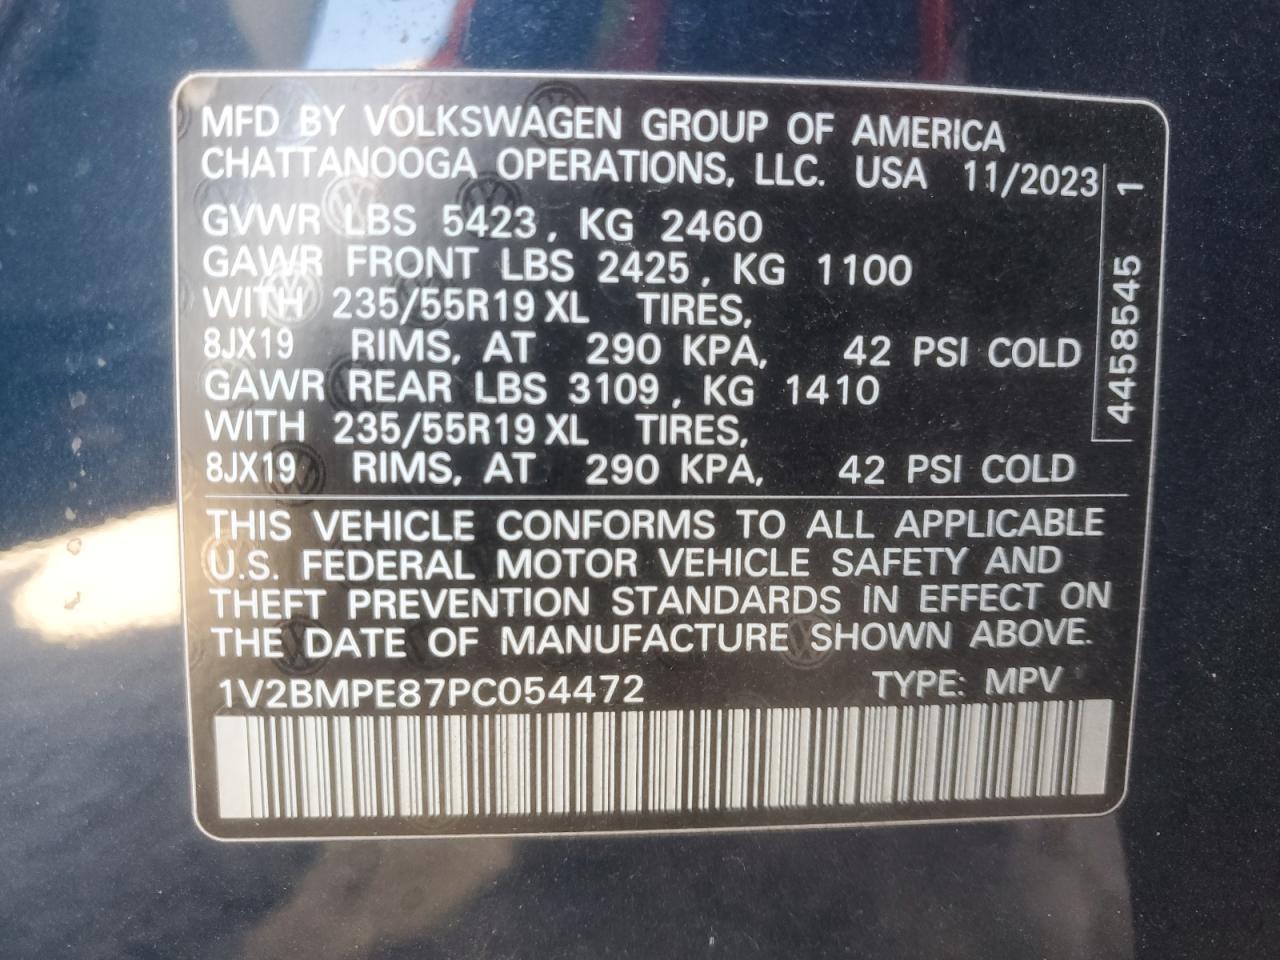 MFD BY VOLKSWAGEN GROUP OF AMERICA
CHATTANOOGA OPERATIONS, LLC. USA 11/2023
GVWR LBS 5423, KG 2460
GAWR FRONT LBS 2425, KG 1100
WITH 235/55R19 XL TIRES,
8JX19 RIMS, AT 290 KPA, 42 PSI COLD
GAWR REAR LBS 3109, KG 1410
WITH 235/55R19 XL TIRES,
8JX19 RIMS, AT 290 KPA, 42 PSI COLD
4458545 1
THIS VEHICLE CONFORMS TO ALL APPLICABLE
U.S. FEDERAL MOTOR VEHICLE SAFETY AND
THEFT PREVENTION STANDARDS IN EFFECT ON
THE DATE OF MANUFACTURE SHOWN ABOVE.
1V2BMPE87PC054472 TYPE: MPV